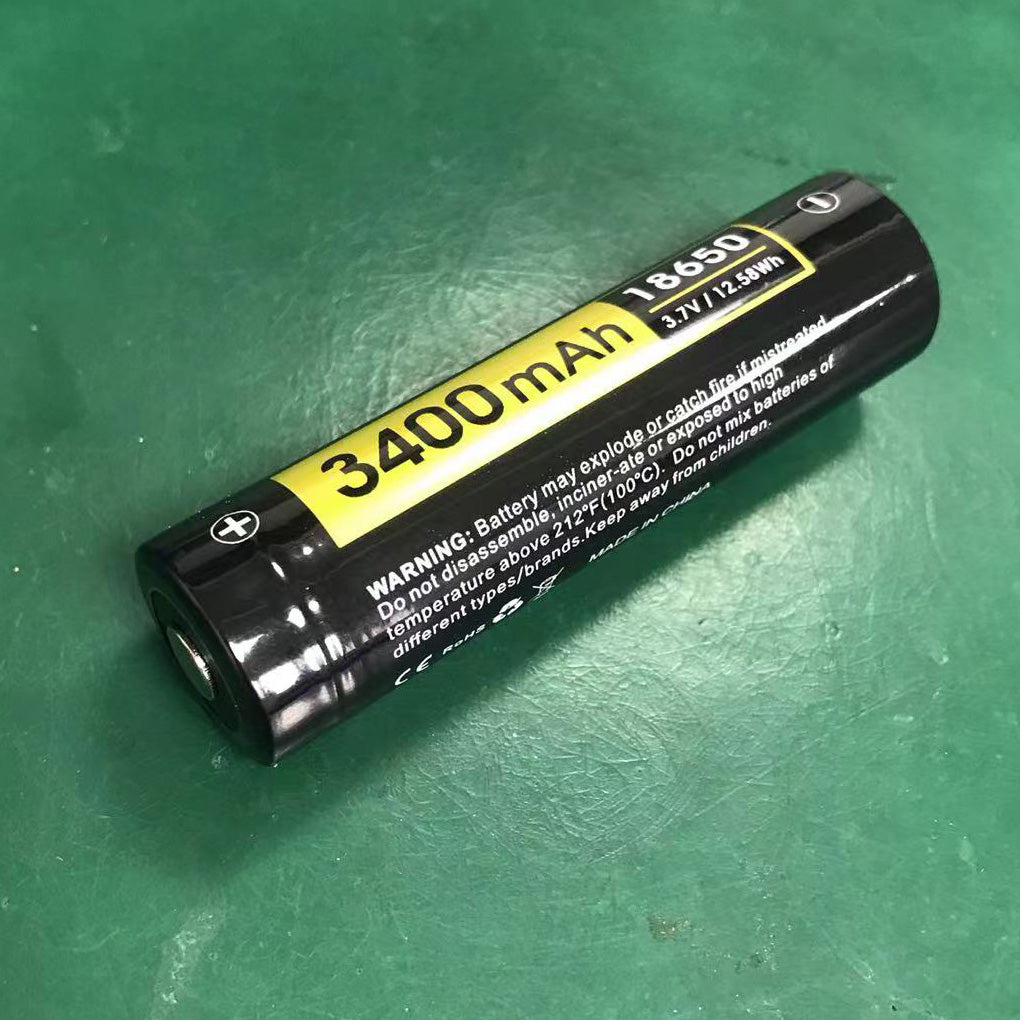 +
3400mAh
18650
3.7V / 12.58Wh
-
WARNING: Battery may explode or catch fire if mistreated.
Do not disassemble, inciner-ate or exposed to high
temperature above 212°F(100°C). Do not mix batteries of
different types/brands.Keep away from children.
CE RoHS MADE IN CHINA